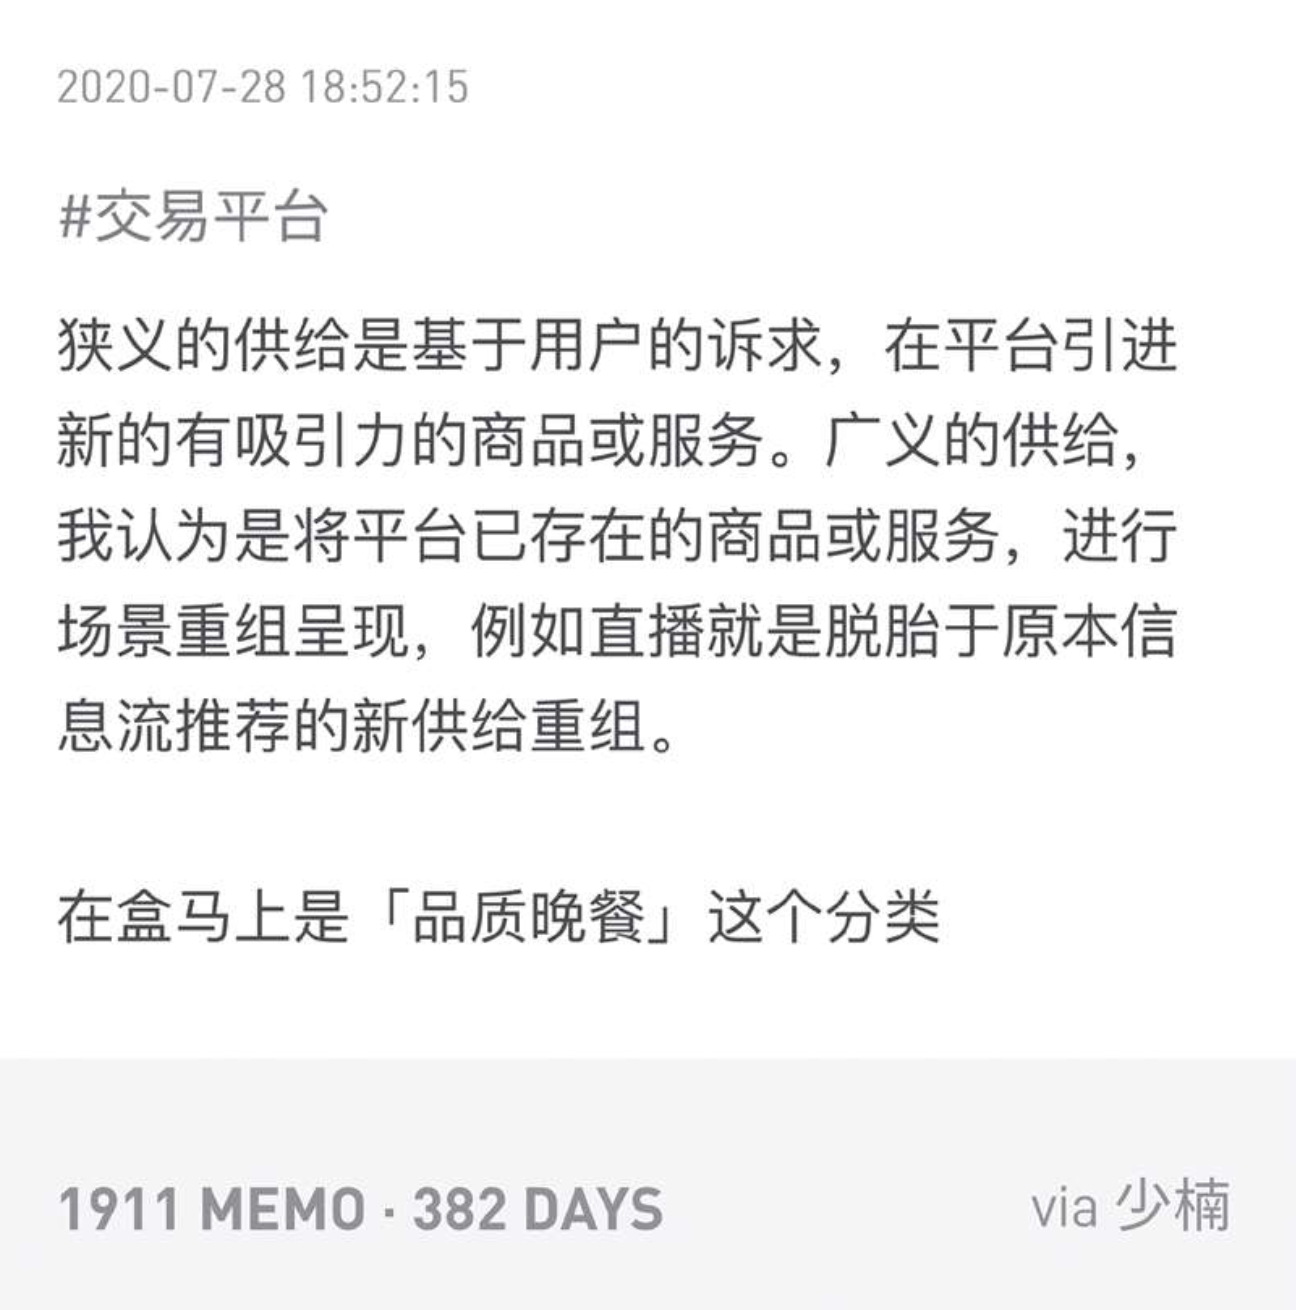 2020-07-28 18:52:15
#交易平台
狭义的供给是基于用户的诉求，在平台引进
新的有吸引力的商品或服务。广义的供给，
我认为是将平台已存在的商品或服务，进行
场景重组呈现，例如直播就是脱胎于原本信
息流推荐的新供给重组。
在盒马上是「品质晚餐」这个分类
1911 MEMO · 382 DAYS
via 少楠